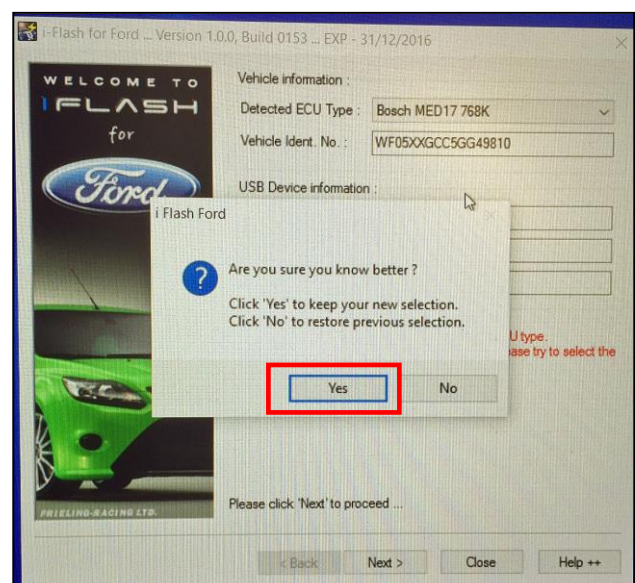 i-Flash for Ford ... Version 1.0.0, Build 0153 ... EXP - 31/12/2016
WELCOME TO
IFLASH
for
Ford
Vehicle information :
Detected ECU Type : Bosch MED17 768K
Vehicle Ident. No. : WF05XXGCC5GG49810
USB Device information :
i Flash Ford
Are you sure you know better ?
Click 'Yes' to keep your new selection.
Click 'No' to restore previous selection.
U type.
ase try to select the
Yes No
Please click 'Next' to proceed ...
PRIELING-RACING LTD.
< Back Next > Close Help ++